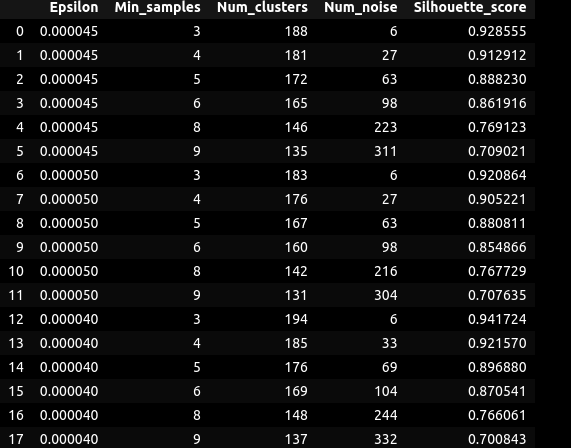 Epsilon Min_samples Num_clusters Num_noise Silhouette_score
0 0.000045 3 188 6 0.928555
1 0.000045 4 181 27 0.912912
2 0.000045 5 172 63 0.888230
3 0.000045 6 165 98 0.861916
4 0.000045 8 146 223 0.769123
5 0.000045 9 135 311 0.709021
6 0.000050 3 183 6 0.920864
7 0.000050 4 176 27 0.905221
8 0.000050 5 167 63 0.880811
9 0.000050 6 160 98 0.854866
10 0.000050 8 142 216 0.767729
11 0.000050 9 131 304 0.707635
12 0.000040 3 194 6 0.941724
13 0.000040 4 185 33 0.921570
14 0.000040 5 176 69 0.896880
15 0.000040 6 169 104 0.870541
16 0.000040 8 148 244 0.766061
17 0.000040 9 137 332 0.700843